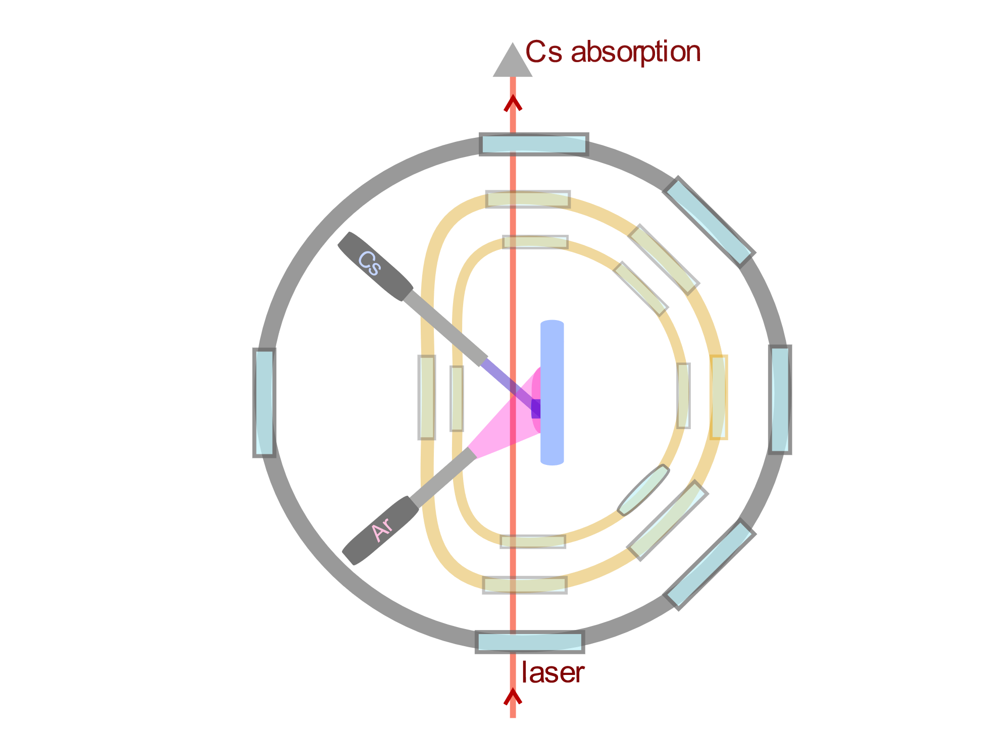 Cs absorption
Cs
Ar
laser